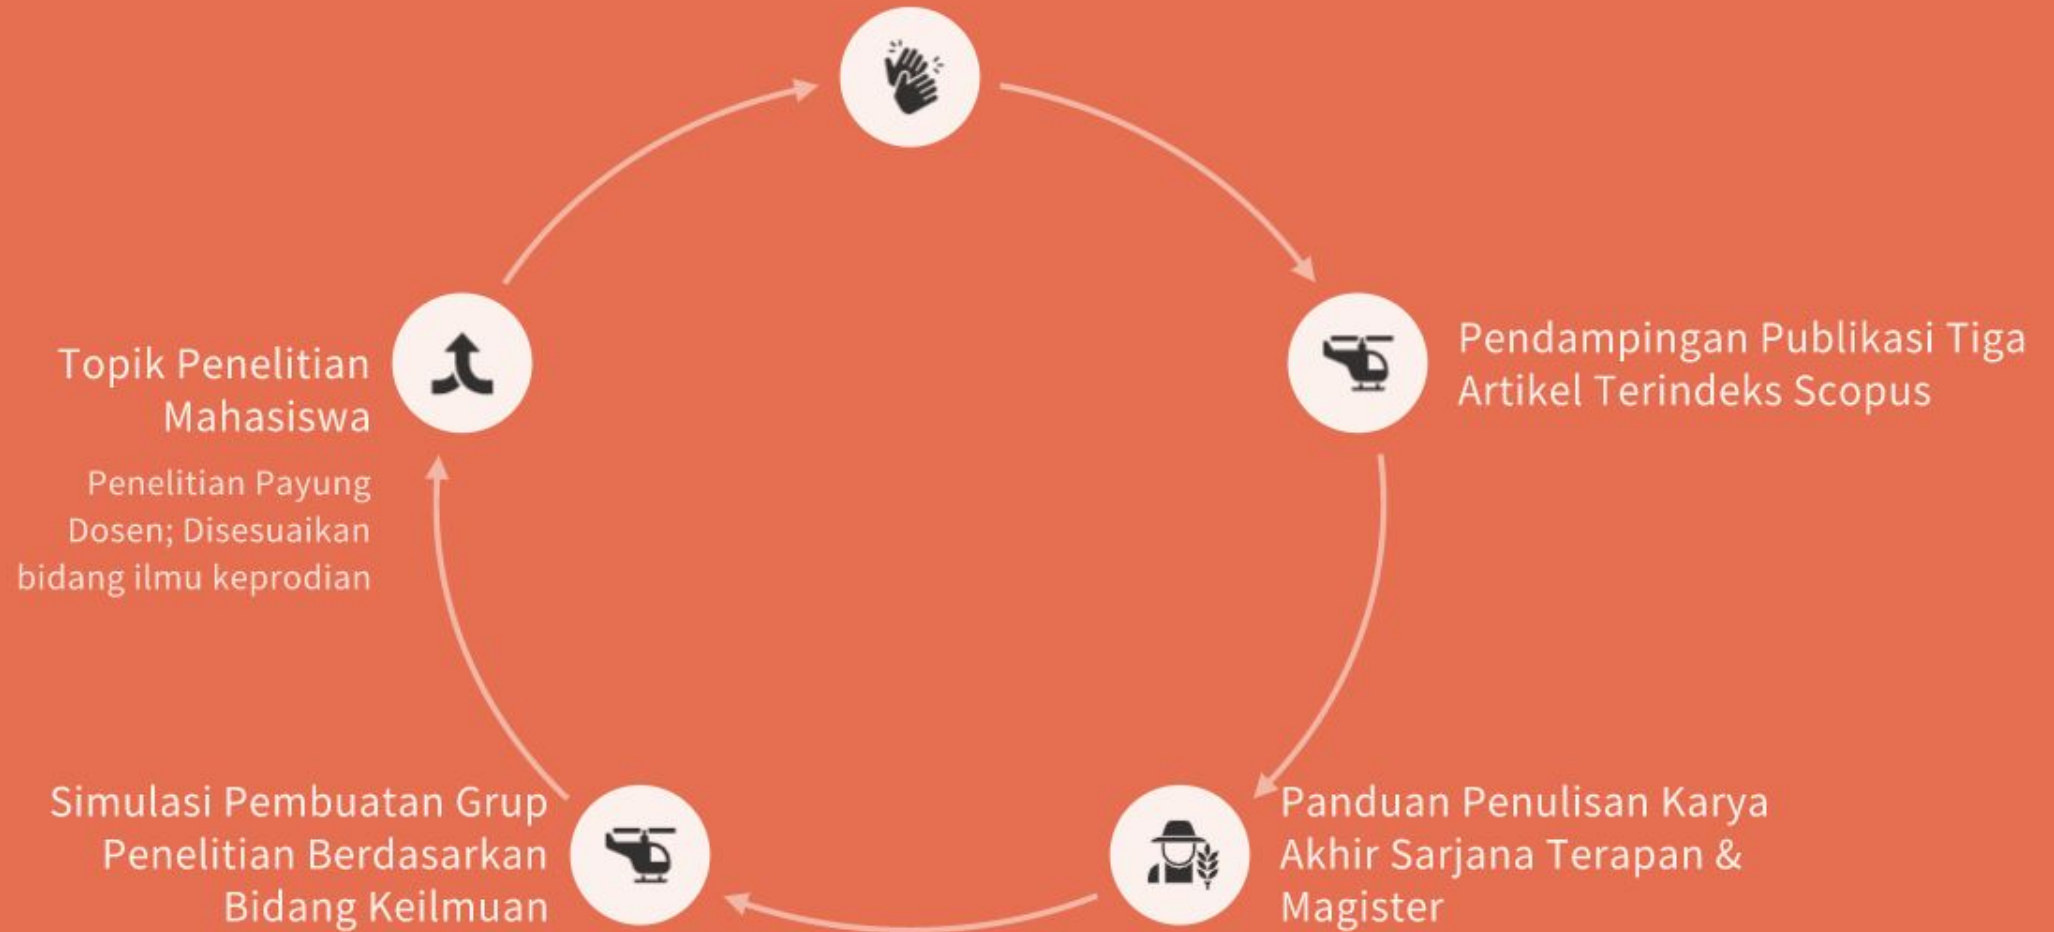 Topik Penelitian
Mahasiswa
Penelitian Payung
Dosen; Disesuaikan
bidang ilmu keprodian
Pendampingan Publikasi Tiga
Artikel Terindeks Scopus
Simulasi Pembuatan Grup
Penelitian Berdasarkan
Bidang Keilmuan
Panduan Penulisan Karya
Akhir Sarjana Terapan &
Magister